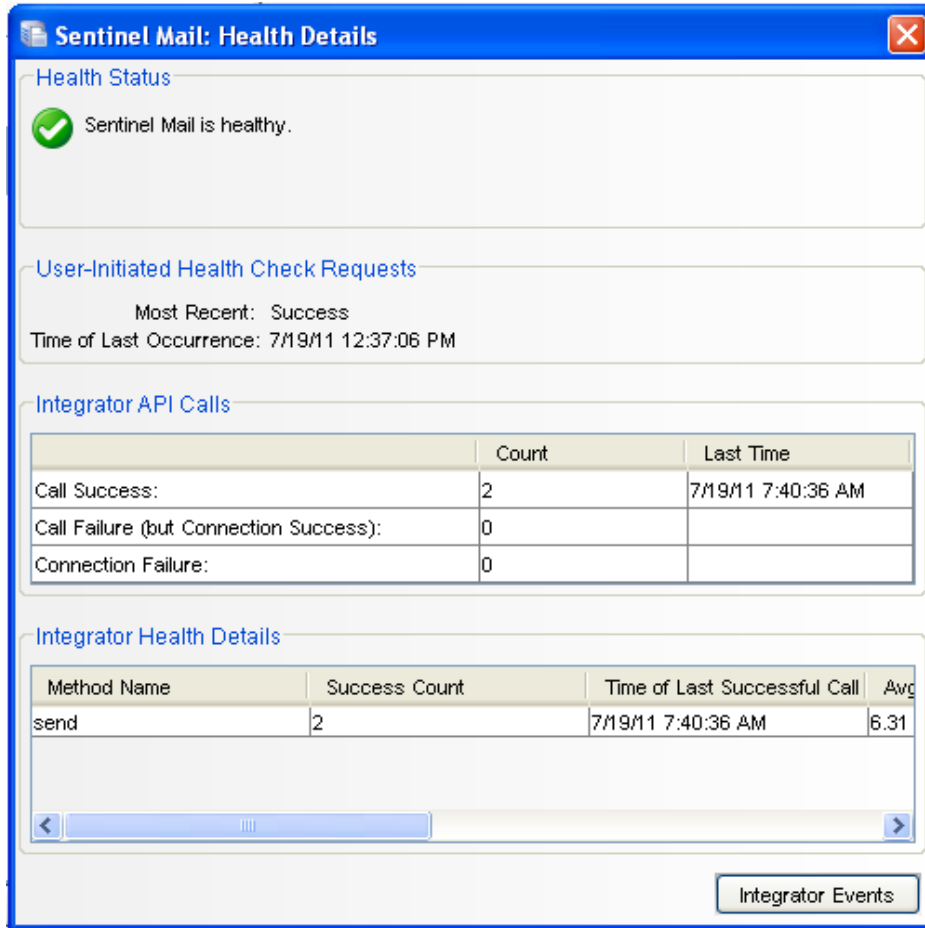 Sentinel Mail: Health Details
Health Status
Sentinel Mail is healthy.
User-Initiated Health Check Requests
Most Recent: Success
Time of Last Occurrence: 7/19/11 12:37:06 PM
Integrator API Calls
Count Last Time
Call Success: 2 7/19/11 7:40:36 AM
Call Failure (but Connection Success): 0
Connection Failure: 0
Integrator Health Details
Method Name Success Count Time of Last Successful Call Avg
send 2 7/19/11 7:40:36 AM 6.31
Integrator Events